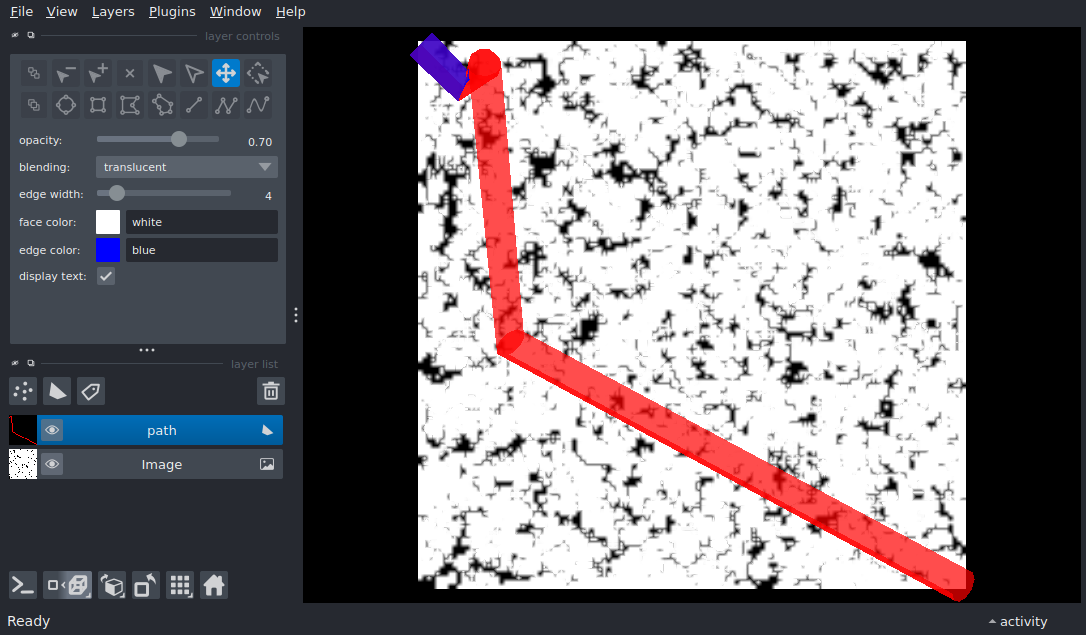 File View Layers Plugins Window Help
layer controls
opacity: 0.70
blending: translucent
edge width: 4
face color: white
edge color: blue
display text:
layer list
path
Image
Ready
activity